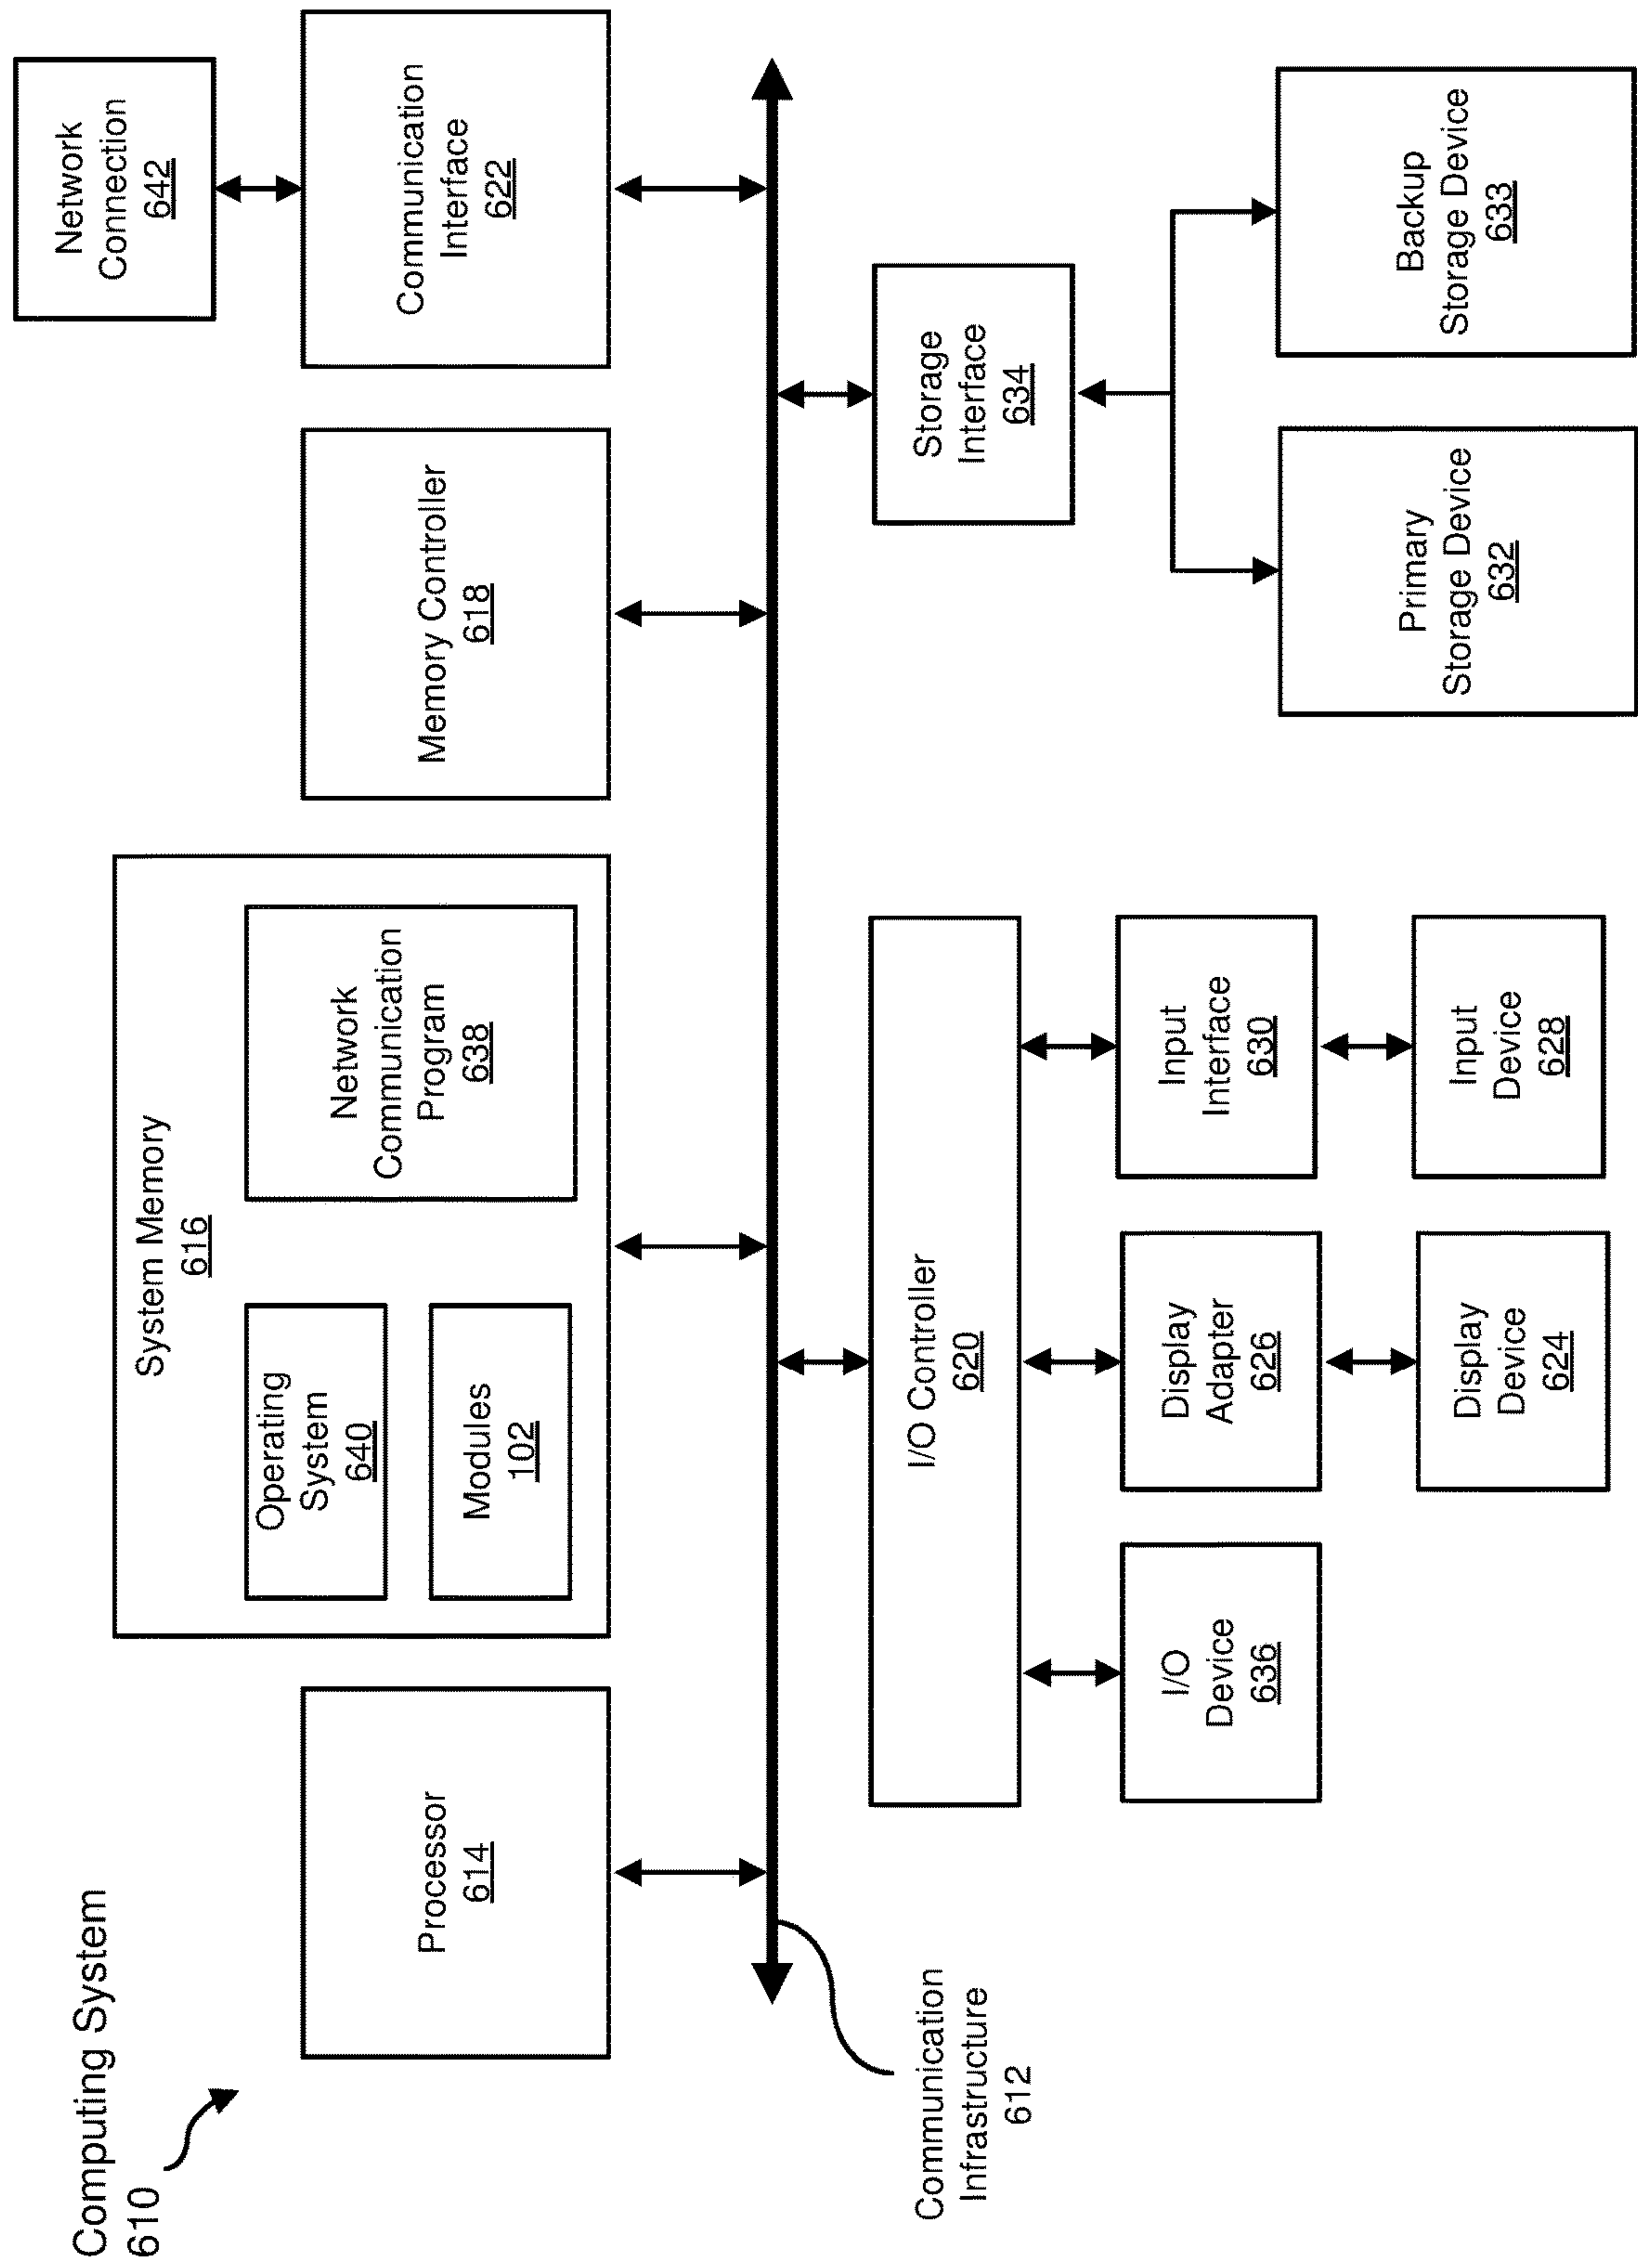 Computing System
610
Processor
614
System Memory
616
Operating
System
640
Modules
102
Network
Communication
Program
638
Memory Controller
618
Communication
Interface
622
Network
Connection
642
Communication
Infrastructure
612
I/O Controller
620
I/O
Device
636
Display
Adapter
626
Input
Interface
630
Display
Device
624
Input
Device
628
Storage
Interface
634
Primary
Storage Device
632
Backup
Storage Device
633